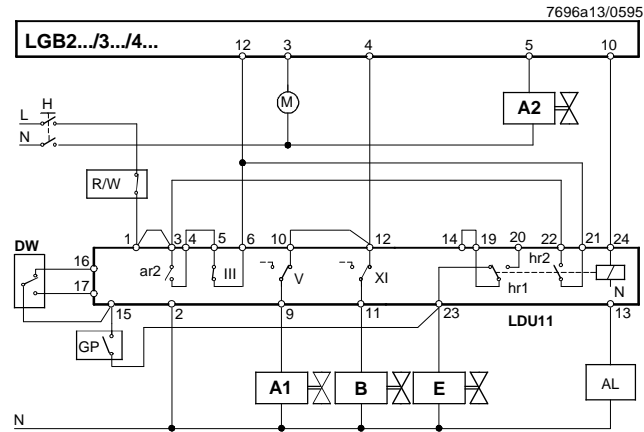 7696a13/0595
LGB2.../3.../4...
12 3 4 5 10
H
M
A2
L
N
R/W
1 3 4 5 6 10 12 14 19 20 22 21 24
DW
16
17
ar2 III V XI hr1 hr2 N
15 2 9 11 23 LDU11 13
GP
A1 B E AL
N